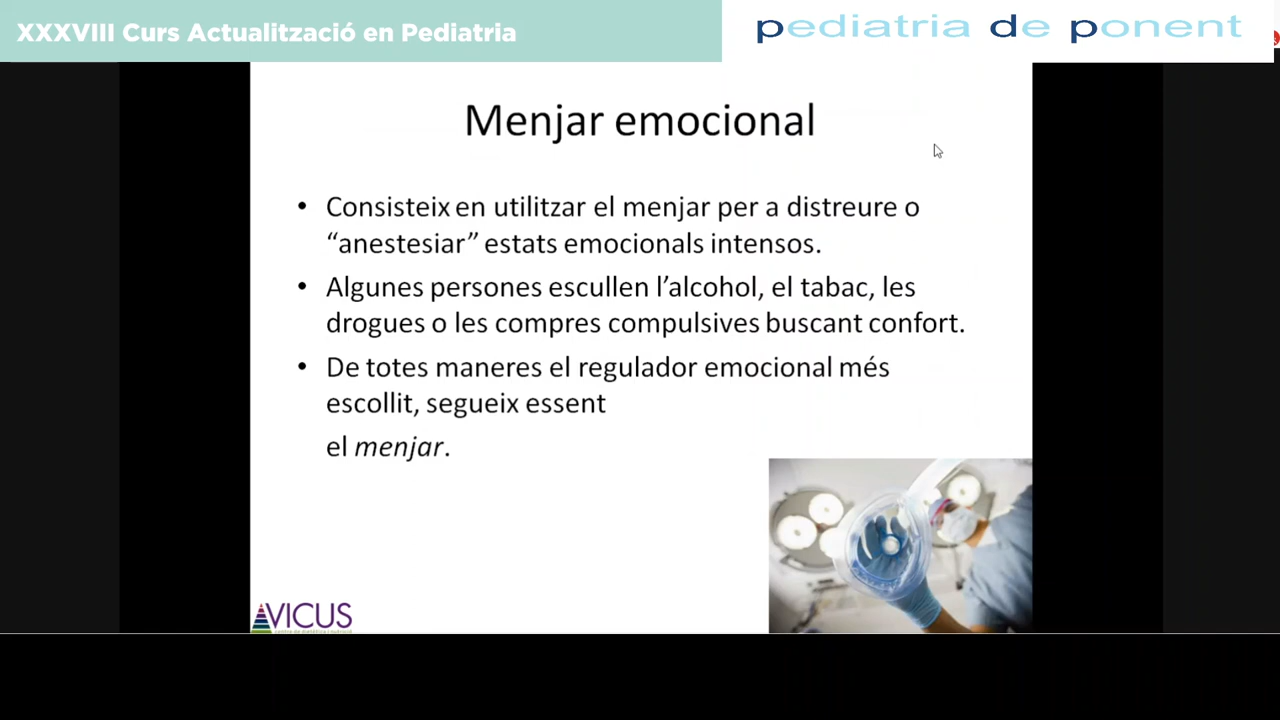 XXXVIII Curs Actualització en Pediatria
pediatria de ponent
Menjar emocional
• Consisteix en utilitzar el menjar per a distreure o
“anestesiar” estats emocionals intensos.
• Algunes persones escullen l’alcohol, el tabac, les
drogues o les compres compulsives buscant confort.
• De totes maneres el regulador emocional més
escollit, segueix essent
el menjar.
VICUS